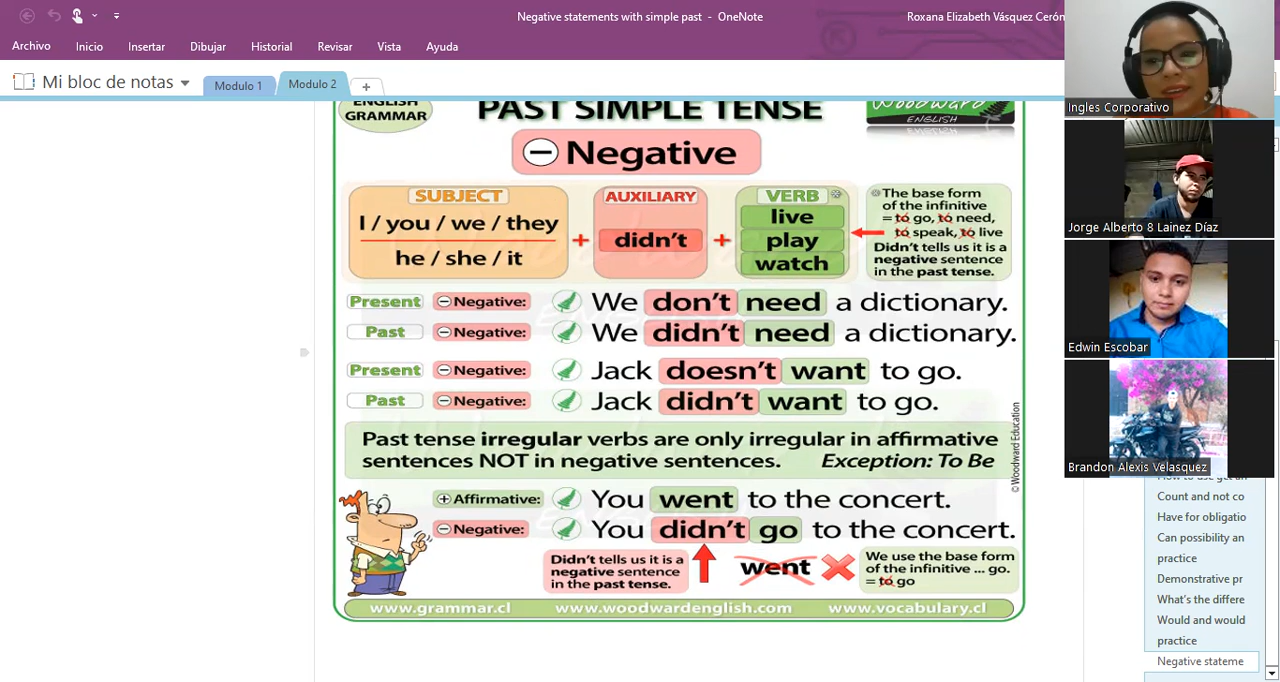 Negative statements with simple past - OneNote
Roxana Elizabeth Vásquez Cerón
Archivo Inicio Insertar Dibujar Historial Revisar Vista Ayuda
Mi bloc de notas Modulo 1 Modulo 2 +
ENGLISH
GRAMMAR
PAST SIMPLE TENSE
Woodward
ENGLISH
Negative
SUBJECT
I / you / we / they
he / she / it
+
AUXILIARY
didn't
+
VERB
live
play
watch
The base form
of the infinitive
= to go, to need,
to speak, to live
Didn't tells us it is a
negative sentence
in the past tense.
Present Negative: We don't need a dictionary.
Past Negative: We didn't need a dictionary.
Present Negative: Jack doesn't want to go.
Past Negative: Jack didn't want to go.
Past tense irregular verbs are only irregular in affirmative
sentences NOT in negative sentences. Exception: To Be
© Woodward Education
Affirmative: You went to the concert.
Negative: You didn't go to the concert.
Didn't tells us it is a
negative sentence
in the past tense.
went
We use the base form
of the infinitive ... go.
= to go
www.grammar.cl www.woodwardenglish.com www.vocabulary.cl
Ingles Corporativo
Jorge Alberto & Lainez Díaz
Edwin Escobar
Brandon Alexis Velasquez
Count and not co
Have for obligatio
Can possibility an
practice
Demonstrative pr
What's the differe
Would and would
practice
Negative stateme